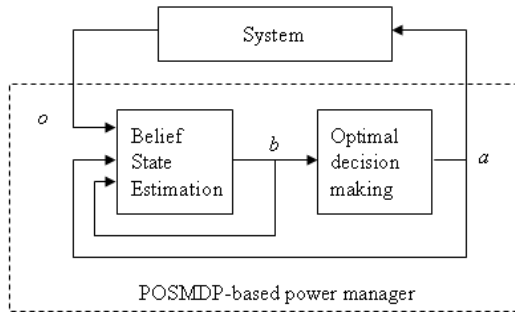 System
o
Belief
State
Estimation
b
Optimal
decision
making
a
POSMDP-based power manager